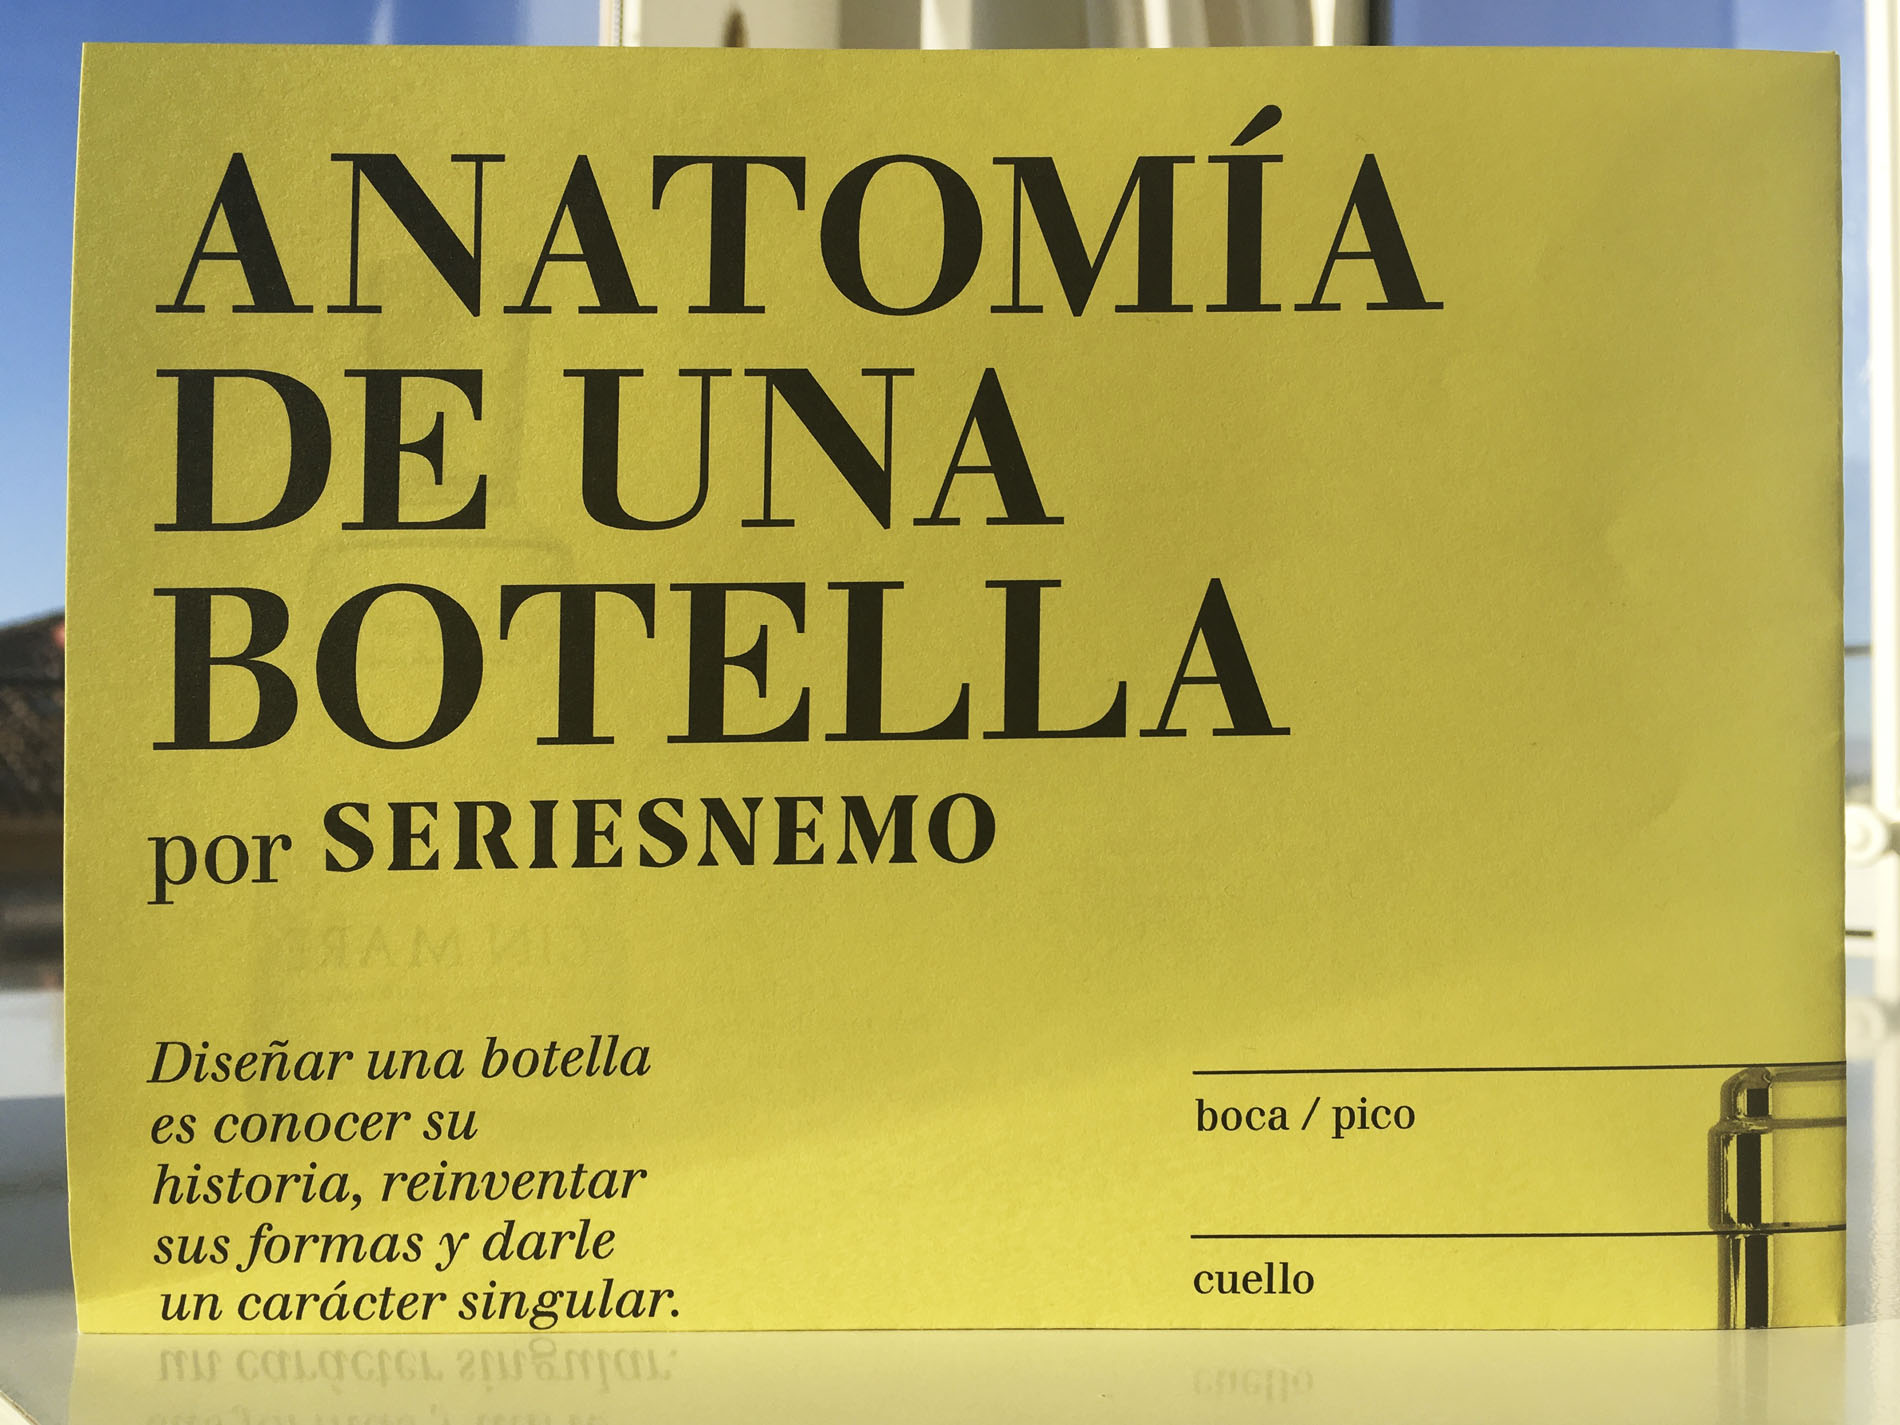 ANATOMÍA
DE UNA
BOTELLA
por SERIESNEMO
Diseñar una botella
es conocer su
historia, reinventar
sus formas y darle
un carácter singular.
boca / pico
cuello